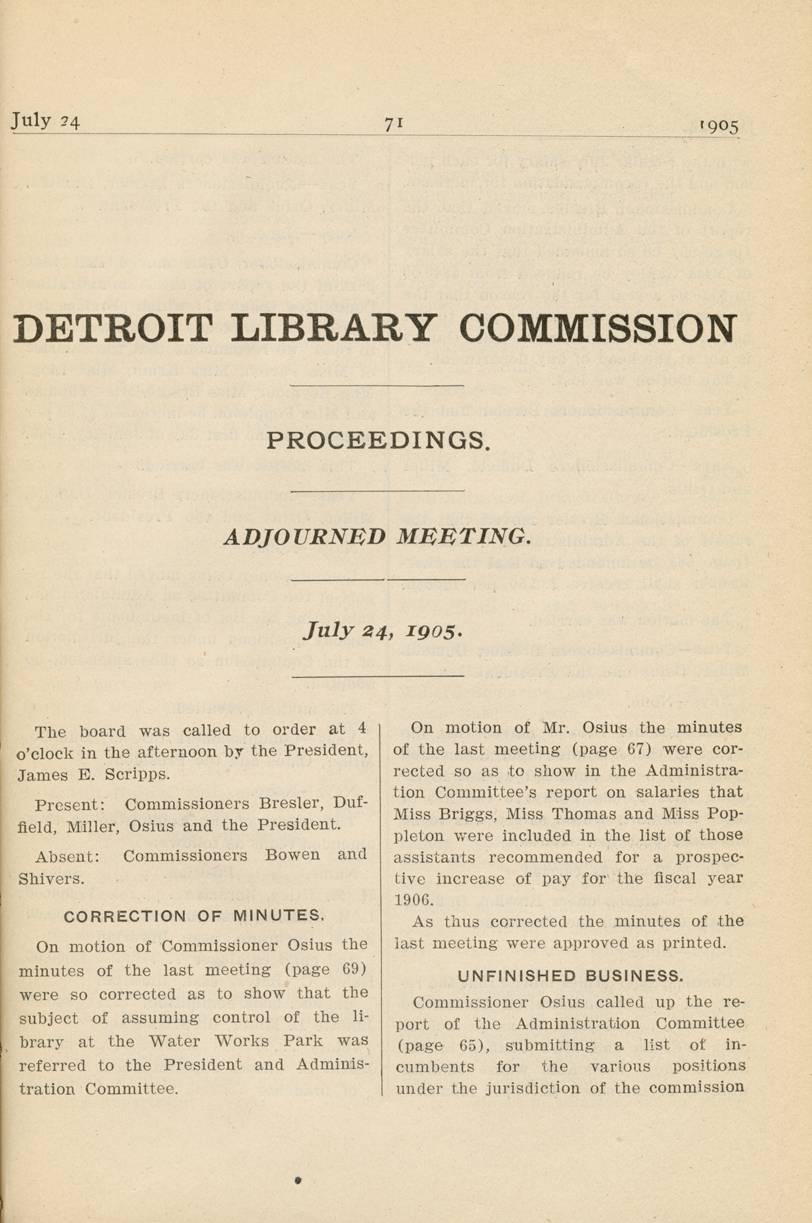 July 24 71 1905
DETROIT LIBRARY COMMISSION
PROCEEDINGS.
ADJOURNED MEETING.
July 24, 1905.
The board was called to order at 4
o'clock in the afternoon by the President,
James E. Scripps.
Present: Commissioners Bresler, Duf-
field, Miller, Osius and the President.
Absent: Commissioners Bowen and
Shivers.
CORRECTION OF MINUTES.
On motion of Commissioner Osius the
minutes of the last meeting (page 69)
were so corrected as to show that the
subject of assuming control of the li-
brary at the Water Works Park was
referred to the President and Adminis-
tration Committee.
On motion of Mr. Osius the minutes
of the last meeting (page 67) were cor-
rected so as to show in the Administra-
tion Committee's report on salaries that
Miss Briggs, Miss Thomas and Miss Pop-
pleton were included in the list of those
assistants recommended for a prospec-
tive increase of pay for the fiscal year
1906.
As thus corrected the minutes of the
last meeting were approved as printed.
UNFINISHED BUSINESS.
Commissioner Osius called up the re-
port of the Administration Committee
(page 65), submitting a list of in-
cumbents for the various positions
under the jurisdiction of the commission